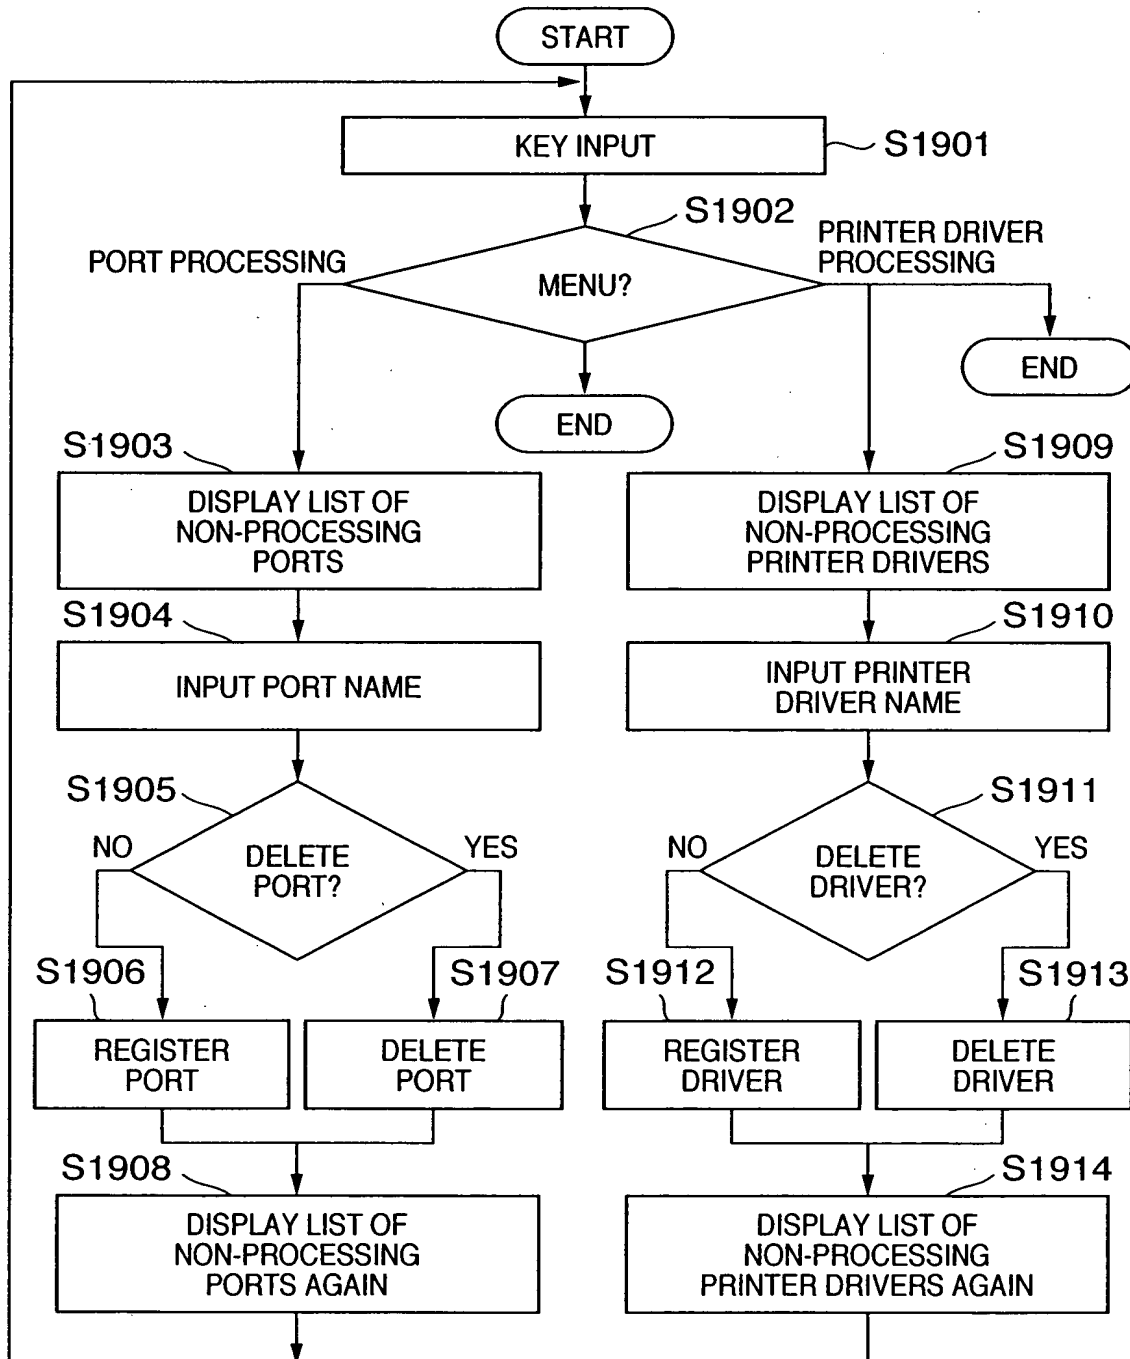 START
KEY INPUT
S1901
S1902
PORT PROCESSING
MENU?
PRINTER DRIVER
PROCESSING
END
END
S1903
DISPLAY LIST OF
NON-PROCESSING
PORTS
S1909
DISPLAY LIST OF
NON-PROCESSING
PRINTER DRIVERS
S1904
INPUT PORT NAME
S1910
INPUT PRINTER
DRIVER NAME
S1905
NO
DELETE
PORT?
YES
S1911
NO
DELETE
DRIVER?
YES
S1906
REGISTER
PORT
S1907
DELETE
PORT
S1912
REGISTER
DRIVER
S1913
DELETE
DRIVER
S1908
DISPLAY LIST OF
NON-PROCESSING
PORTS AGAIN
S1914
DISPLAY LIST OF
NON-PROCESSING
PRINTER DRIVERS AGAIN